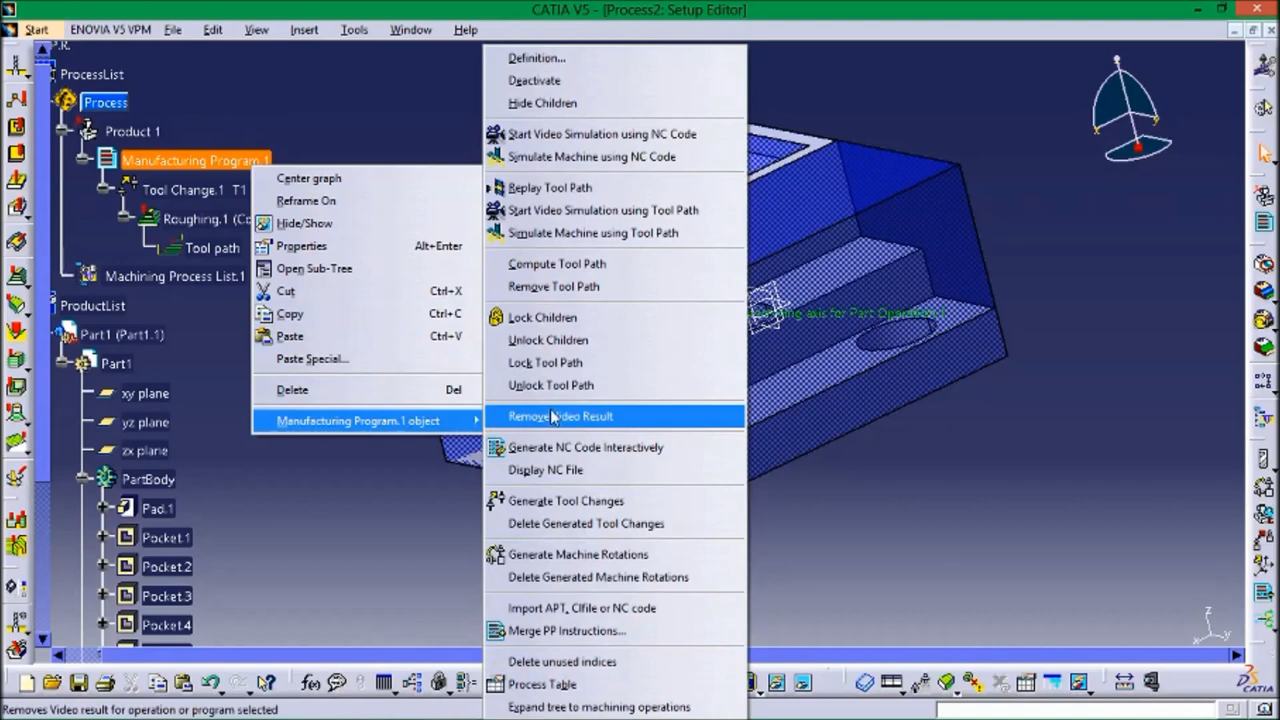 CATIA V5 - [Process2: Setup Editor]
Start ENOVIA V5 VPM File Edit View Insert Tools Window Help
P.P.R.
ProcessList
Process
Product 1
Manufacturing Program.1
Tool Change.1 T1
Roughing.1 (Co
Tool path
Machining Process List.1
ProductList
Part1 (Part1.1)
Part1
xy plane
yz plane
zx plane
PartBody
Pad.1
Pocket.1
Pocket.2
Pocket.3
Pocket.4
Center graph
Reframe On
Hide/Show
Properties Alt+Enter
Open Sub-Tree
Cut Ctrl+X
Copy Ctrl+C
Paste Ctrl+V
Paste Special...
Delete Del
Manufacturing Program.1 object
Definition...
Deactivate
Hide Children
Start Video Simulation using NC Code
Simulate Machine using NC Code
Replay Tool Path
Start Video Simulation using Tool Path
Simulate Machine using Tool Path
Compute Tool Path
Remove Tool Path
Lock Children
Unlock Children
Lock Tool Path
Unlock Tool Path
Remove Video Result
Generate NC Code Interactively
Display NC File
Generate Tool Changes
Delete Generated Tool Changes
Generate Machine Rotations
Delete Generated Machine Rotations
Import APT, Clfile or NC code
Merge PP Instructions...
Delete unused indices
Process Table
Expand tree to machining operations
axis for Part Operation.1
z
x y
f(x)
CATIA
Removes Video result for operation or program selected